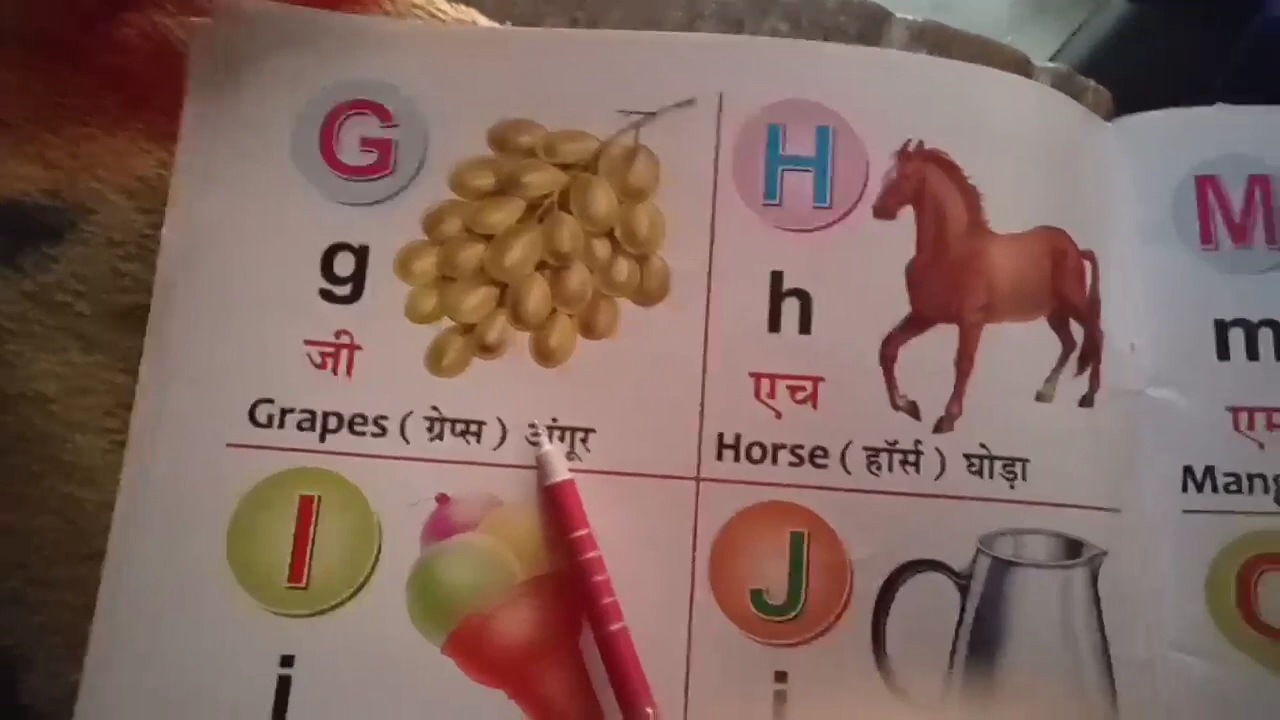 G
g
जी
Grapes ( ग्रेप्स ) अंगूर
H
h
एच
Horse ( हॉर्स ) घोड़ा
I
i
J
j
M
m